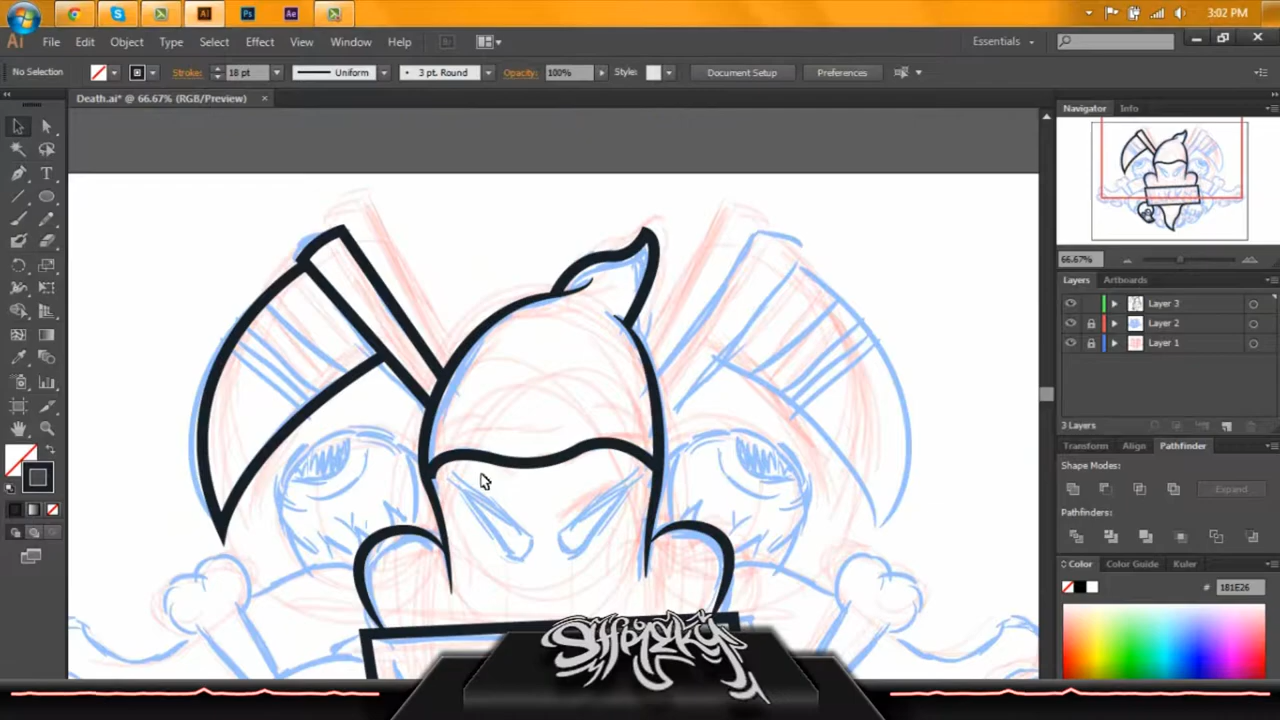 3:02 PM
Ai File Edit Object Type Select Effect View Window Help Br Essentials
No Selection Stroke: 18 pt Uniform 3 pt. Round Opacity: 100% Style: Document Setup Preferences
Death.ai* @ 66.67% (RGB/Preview)
Navigator Info
66.67%
Layers Artboards
Layer 3
Layer 2
Layer 1
3 Layers
Transform Align Pathfinder
Shape Modes:
Expand
Pathfinders:
Color Color Guide Kuler
# 1B1E26